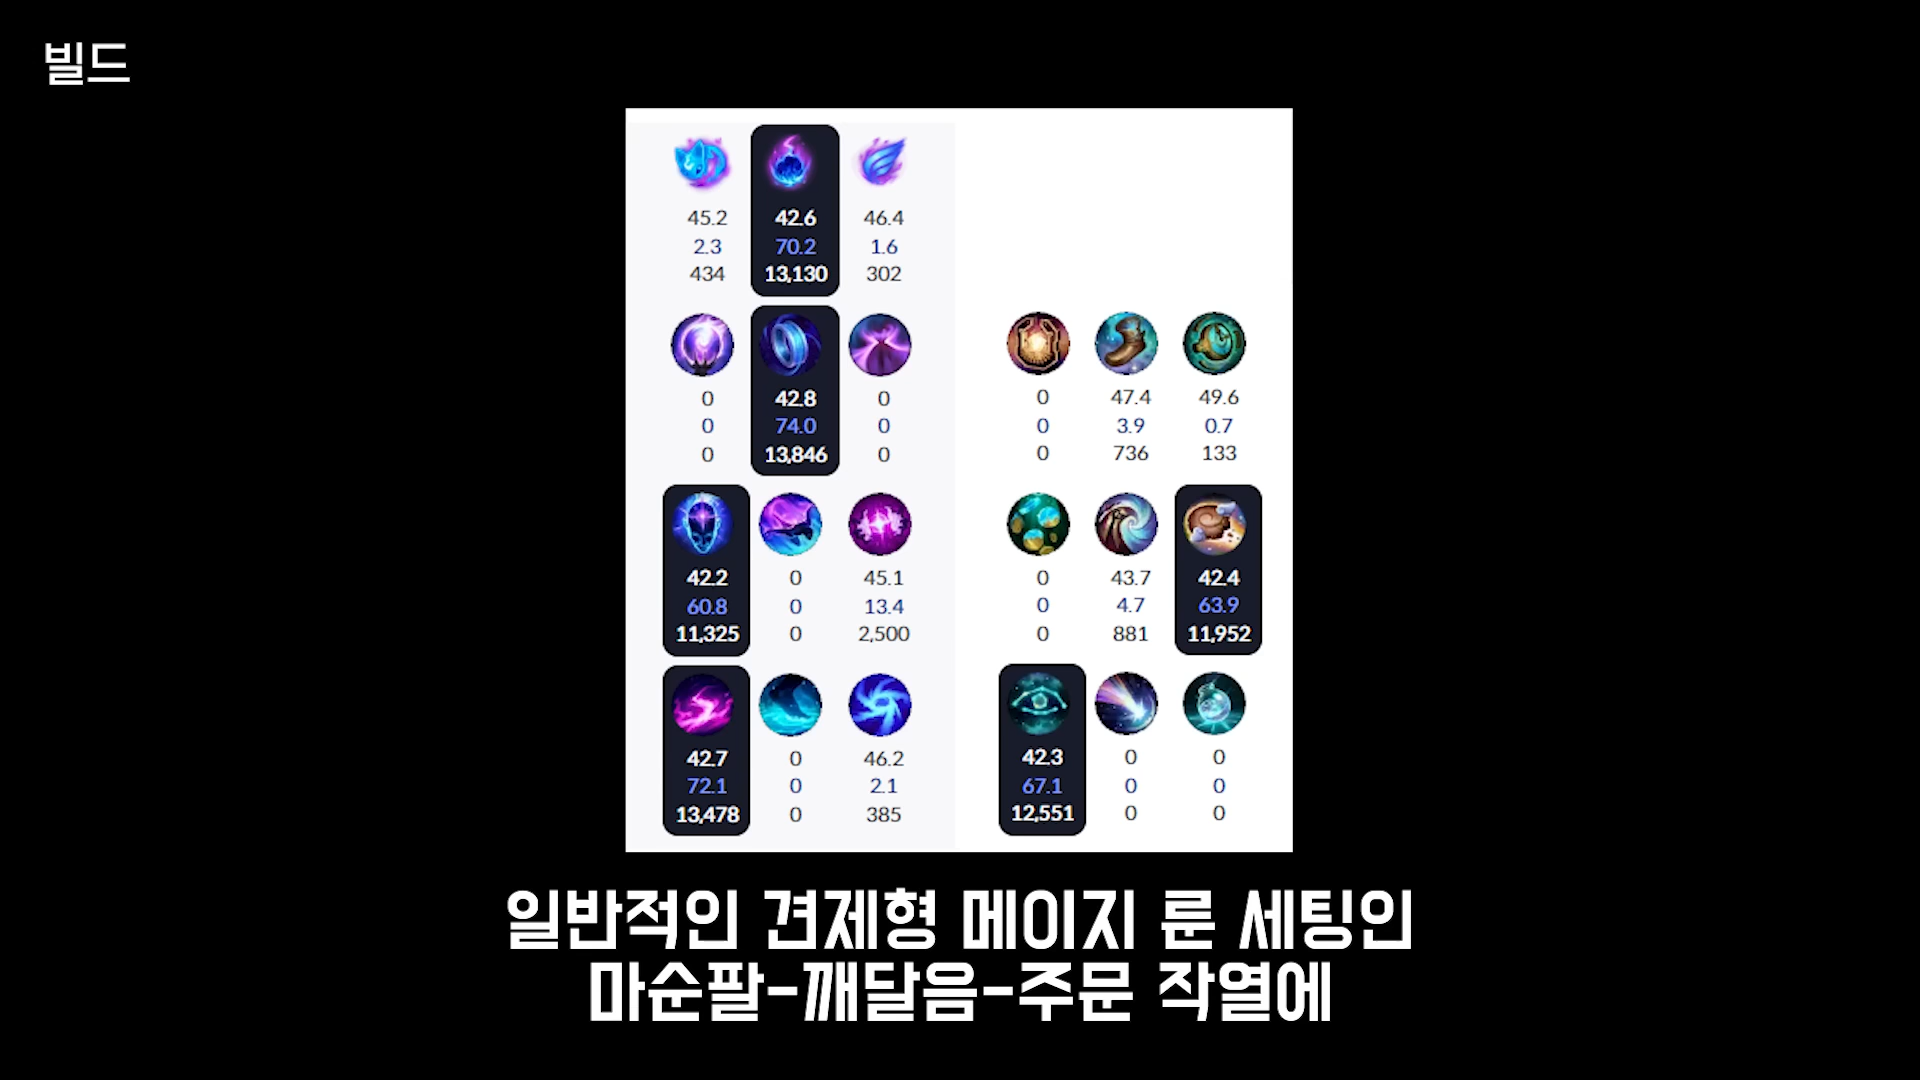 빌드
45.2 42.6 46.4
2.3 70.2 1.6
434 13,130 302
0 42.8 0 0 47.4 49.6
0 74.0 0 0 3.9 0.7
0 13,846 0 0 736 133
42.2 0 45.1 0 43.7 42.4
60.8 0 13.4 0 4.7 63.9
11,325 0 2,500 0 881 11,952
42.7 0 46.2 42.3 0 0
72.1 0 2.1 67.1 0 0
13,478 0 385 12,551 0 0
일반적인 견제형 메이지 룬 세팅인
마순팔-깨달음-주문 작열에